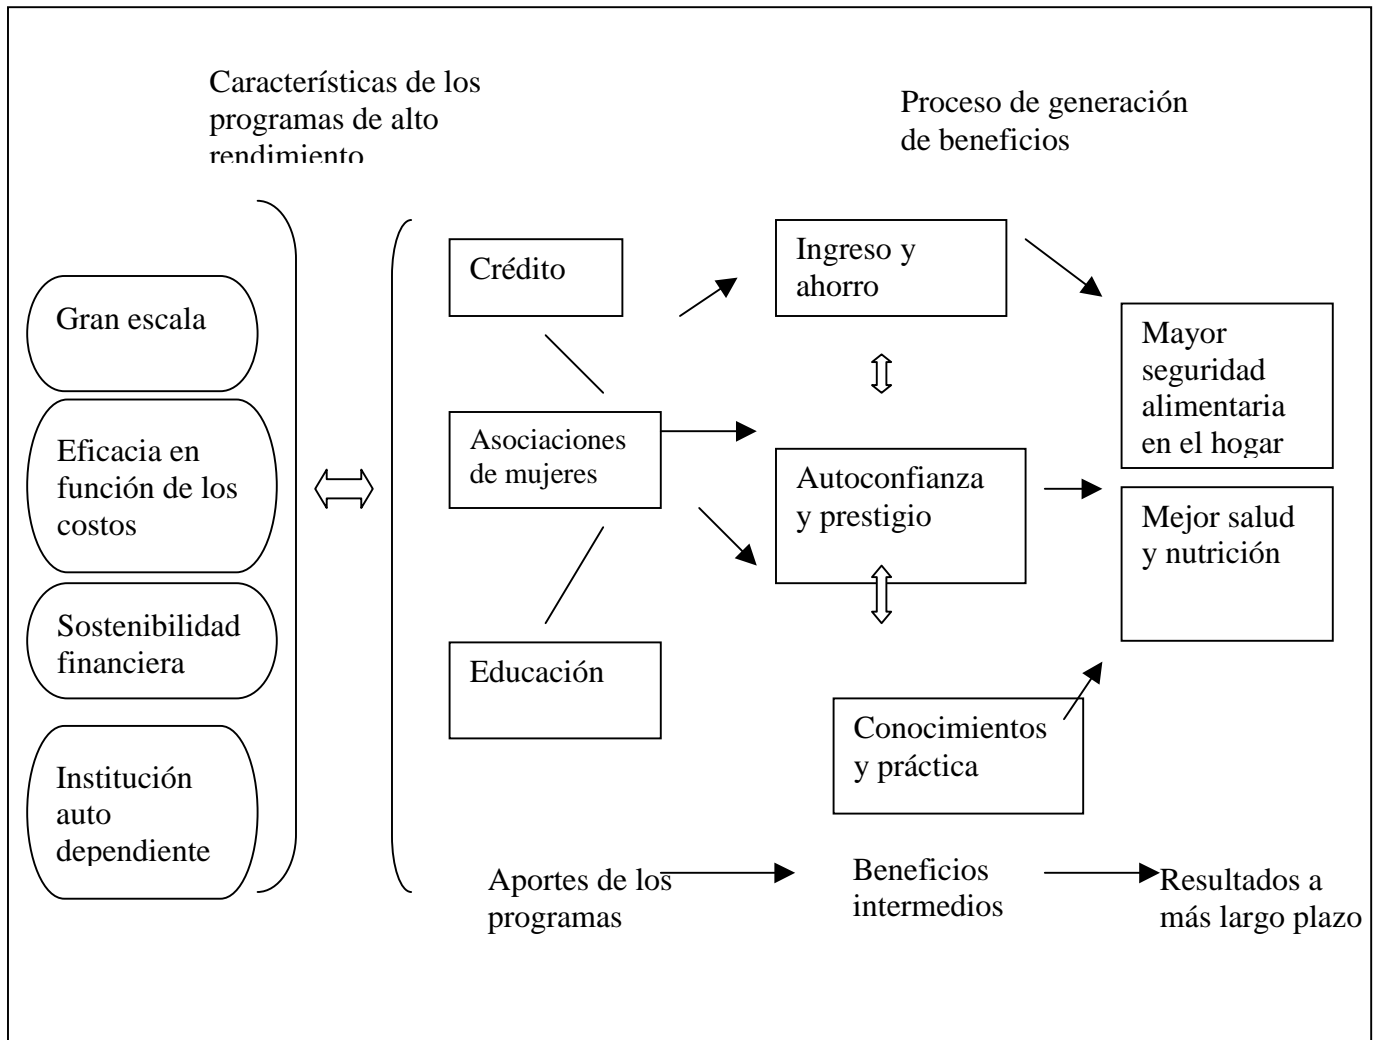 Características de los
programas de alto
rendimiento
Proceso de generación
de beneficios
Gran escala
Eficacia en
función de los
costos
Sostenibilidad
financiera
Institución
auto
dependiente
Crédito
Asociaciones
de mujeres
Educación
Ingreso y
ahorro
Autoconfianza
y prestigio
Conocimientos
y práctica
Mayor
seguridad
alimentaria
en el hogar
Mejor salud
y nutrición
Aportes de los
programas
Beneficios
intermedios
Resultados a
más largo plazo